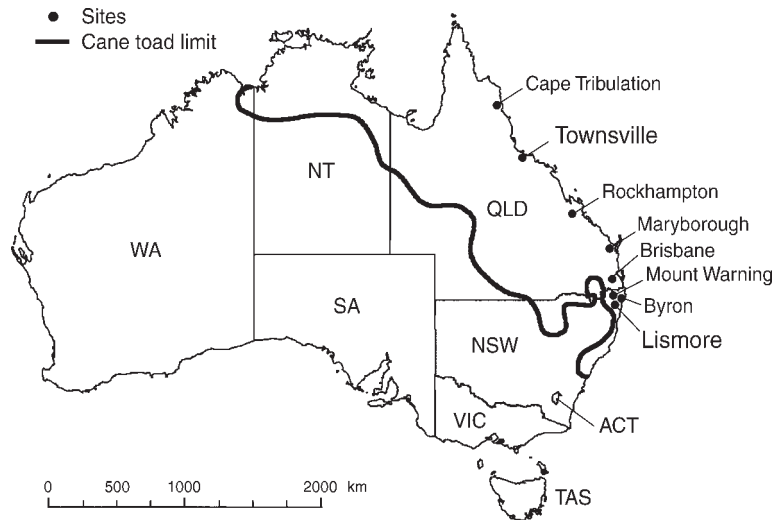 Sites
Cane toad limit
Cape Tribulation
Townsville
NT
QLD
Rockhampton
WA
Maryborough
Brisbane
Mount Warning
SA
Byron
NSW
Lismore
VIC
ACT
0 500 1000 2000 km
TAS